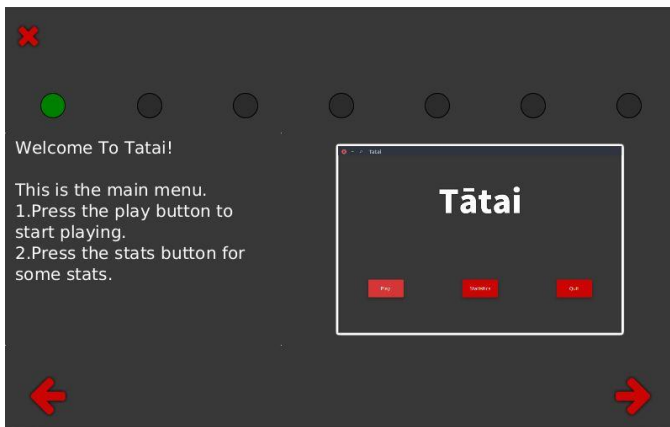 Welcome To Tatai!
This is the main menu.
1.Press the play button to
start playing.
2.Press the stats button for
some stats.
Tatai
Tātai
Play
Statistics
Quit